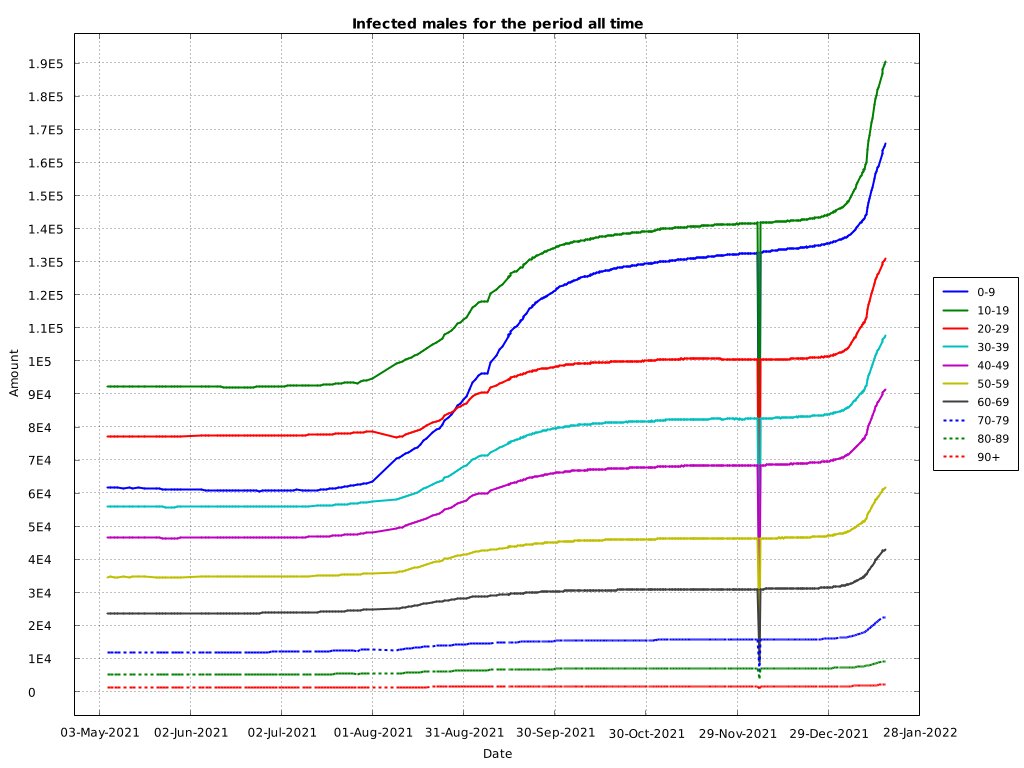 Infected males for the period all time
1.9E5
1.8E5
1.7E5
1.6E5
1.5E5
1.4E5
1.3E5
1.2E5
1.1E5
1E5
9E4
8E4
7E4
6E4
5E4
4E4
3E4
2E4
1E4
0
Amount
03-May-2021 02-Jun-2021 02-Jul-2021 01-Aug-2021 31-Aug-2021 30-Sep-2021 30-Oct-2021 29-Nov-2021 29-Dec-2021 28-Jan-2022
Date
0-9
10-19
20-29
30-39
40-49
50-59
60-69
70-79
80-89
90+